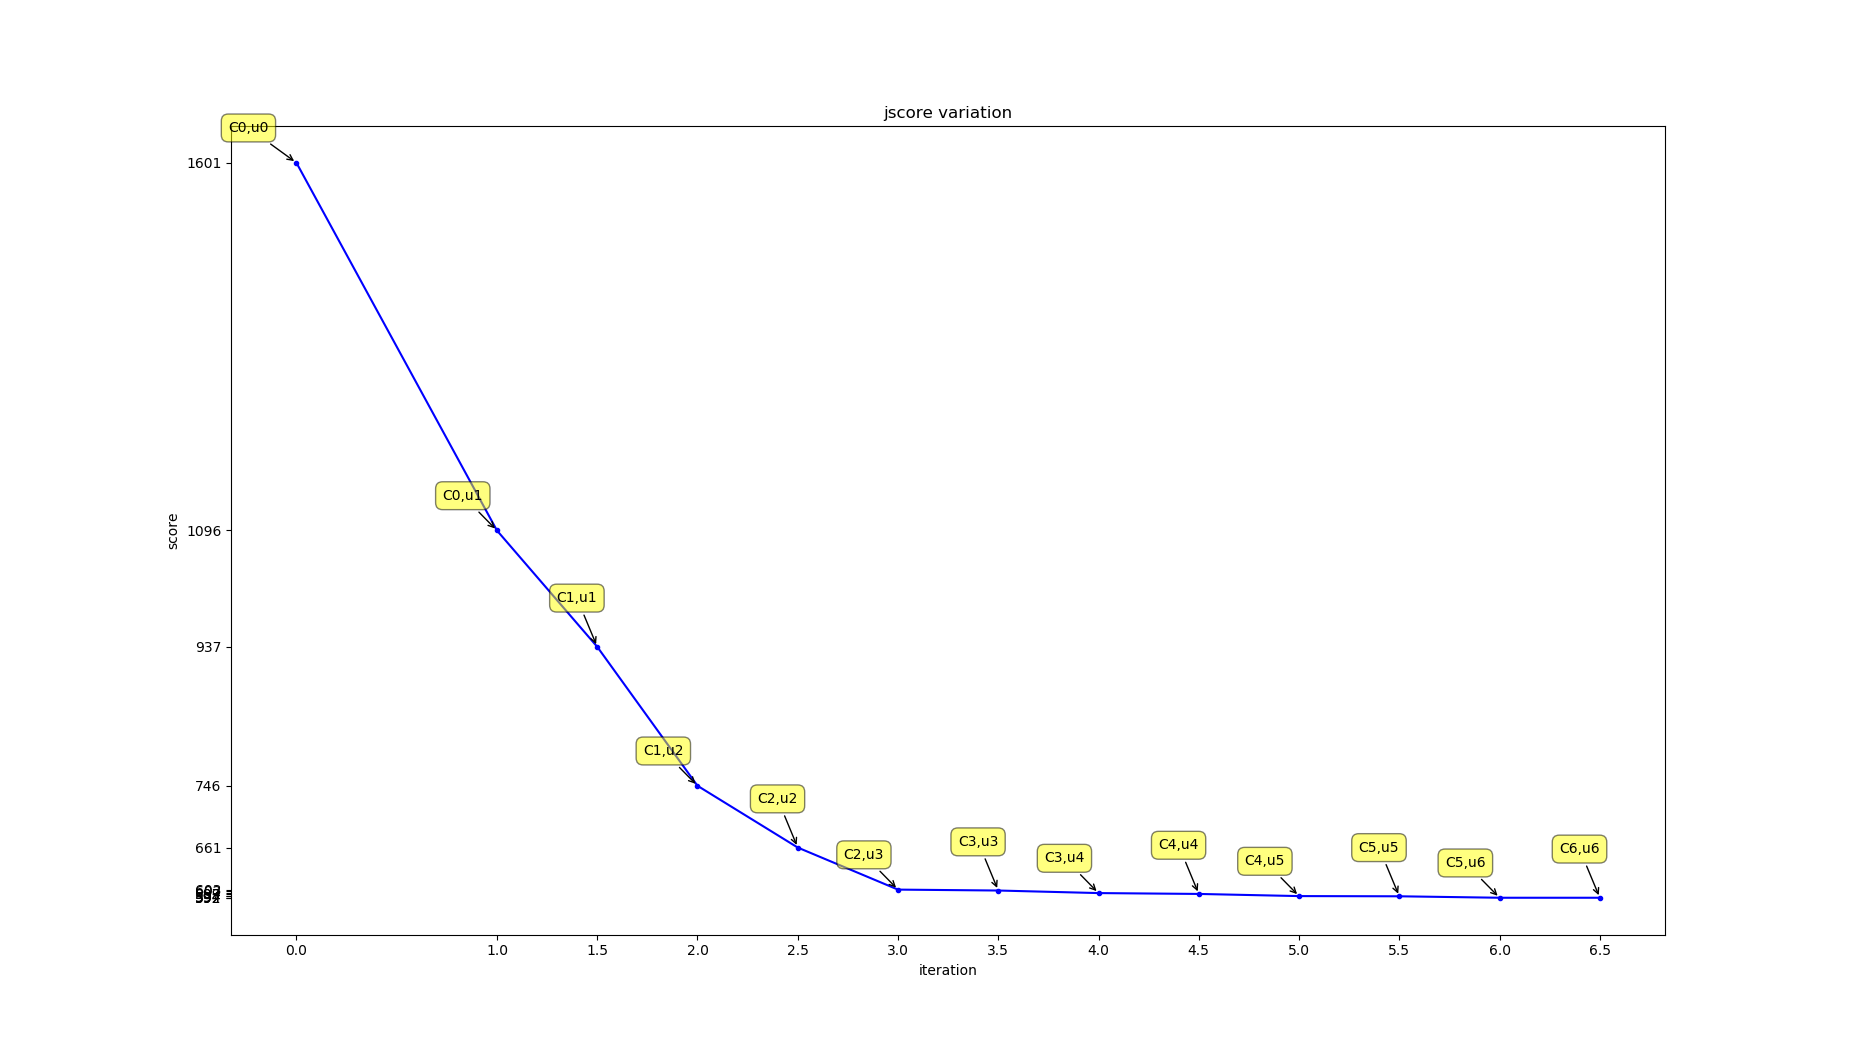 jscore variation
C0,u0
1601
C0,u1
1096
score
C1,u1
937
C1,u2
746
C2,u2
661
C2,u3
C3,u3
C3,u4
C4,u4
C4,u5
C5,u5
C5,u6
C6,u6
0.0 1.0 1.5 2.0 2.5 3.0 3.5 4.0 4.5 5.0 5.5 6.0 6.5
iteration